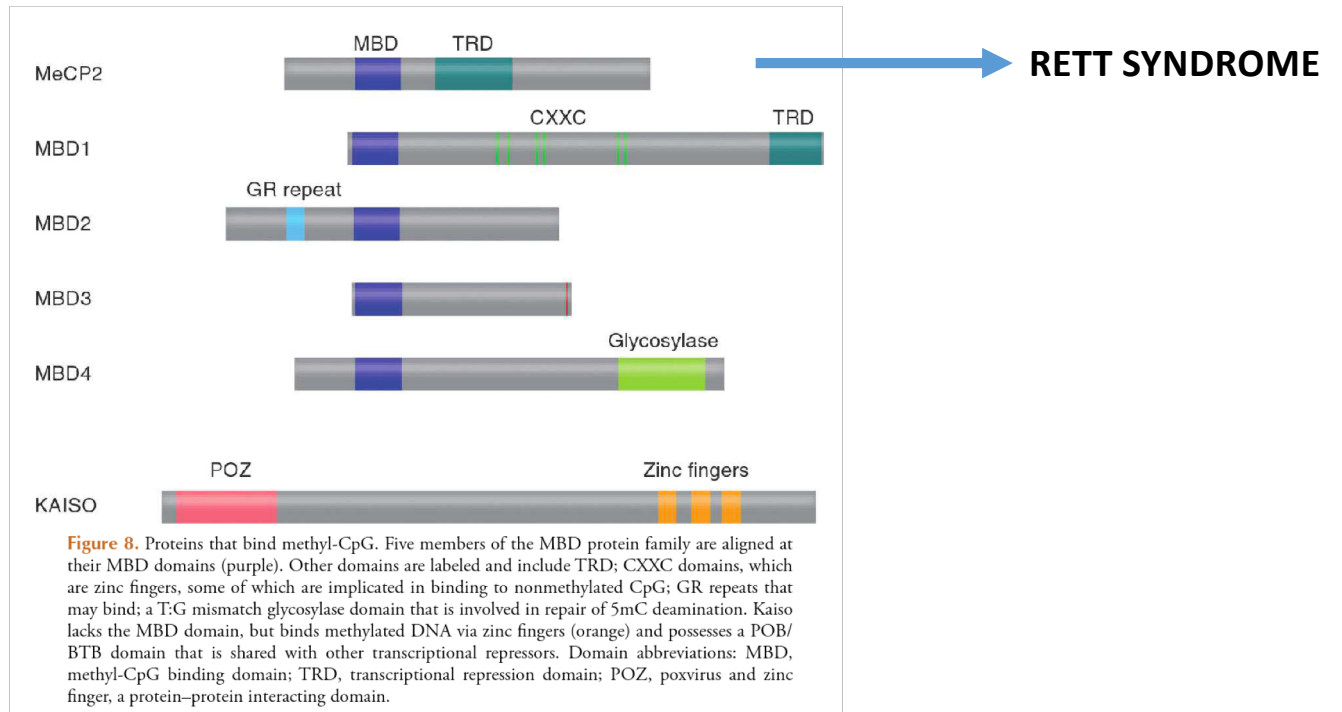 MBD TRD
MeCP2
RETT SYNDROME
CXXC TRD
MBD1
GR repeat
MBD2
MBD3
Glycosylase
MBD4
POZ Zinc fingers
KAISO
Figure 8. Proteins that bind methyl-CpG. Five members of the MBD protein family are aligned at
their MBD domains (purple). Other domains are labeled and include TRD; CXXC domains, which
are zinc fingers, some of which are implicated in binding to nonmethylated CpG; GR repeats that
may bind; a T:G mismatch glycosylase domain that is involved in repair of 5mC deamination. Kaiso
lacks the MBD domain, but binds methylated DNA via zinc fingers (orange) and possesses a POB/
BTB domain that is shared with other transcriptional repressors. Domain abbreviations: MBD,
methyl-CpG binding domain; TRD, transcriptional repression domain; POZ, poxvirus and zinc
finger, a protein–protein interacting domain.